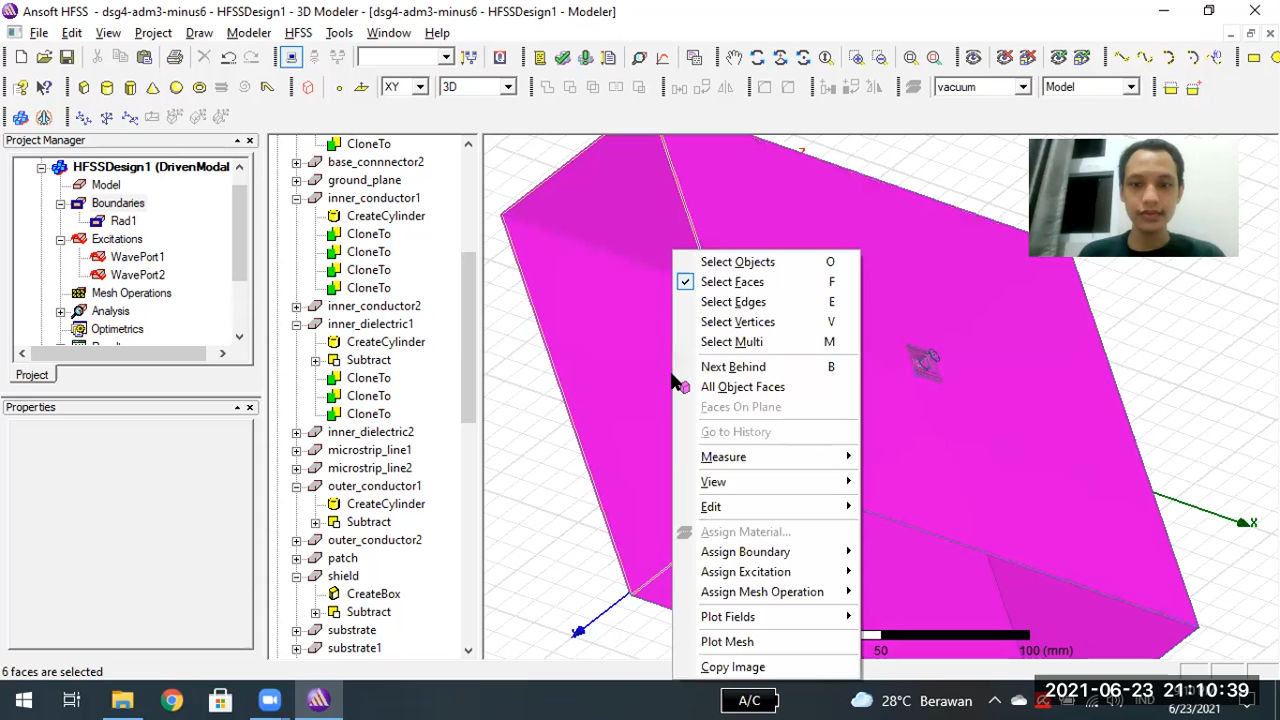 Ansoft HFSS - dsg4-adm3-minus6 - HFSSDesign1 - 3D Modeler - [dsg4-adm3-minus6 - HFSSDesign1 - Modeler]
File Edit View Project Draw Modeler HFSS Tools Window Help
XY 3D vacuum Model
Project Manager
HFSSDesign1 (DrivenModal
Model
Boundaries
Rad1
Excitations
WavePort1
WavePort2
Mesh Operations
Analysis
Optimetrics
Project
Properties
CloneTo
base_connnector2
ground_plane
inner_conductor1
CreateCylinder
CloneTo
CloneTo
CloneTo
CloneTo
inner_conductor2
inner_dielectric1
CreateCylinder
Subtract
CloneTo
CloneTo
CloneTo
inner_dielectric2
microstrip_line1
microstrip_line2
outer_conductor1
CreateCylinder
Subtract
outer_conductor2
patch
shield
CreateBox
Subtract
substrate
substrate1
Select Objects O
Select Faces F
Select Edges E
Select Vertices V
Select Multi M
Next Behind B
All Object Faces
Faces On Plane
Go to History
Measure
View
Edit
Assign Material...
Assign Boundary
Assign Excitation
Assign Mesh Operation
Plot Fields
Plot Mesh
Copy Image
Z
X
50 100 (mm)
6 faces are selected
A/C
28°C Berawan
IND
2021-06-23 21:10:39
6/23/2021